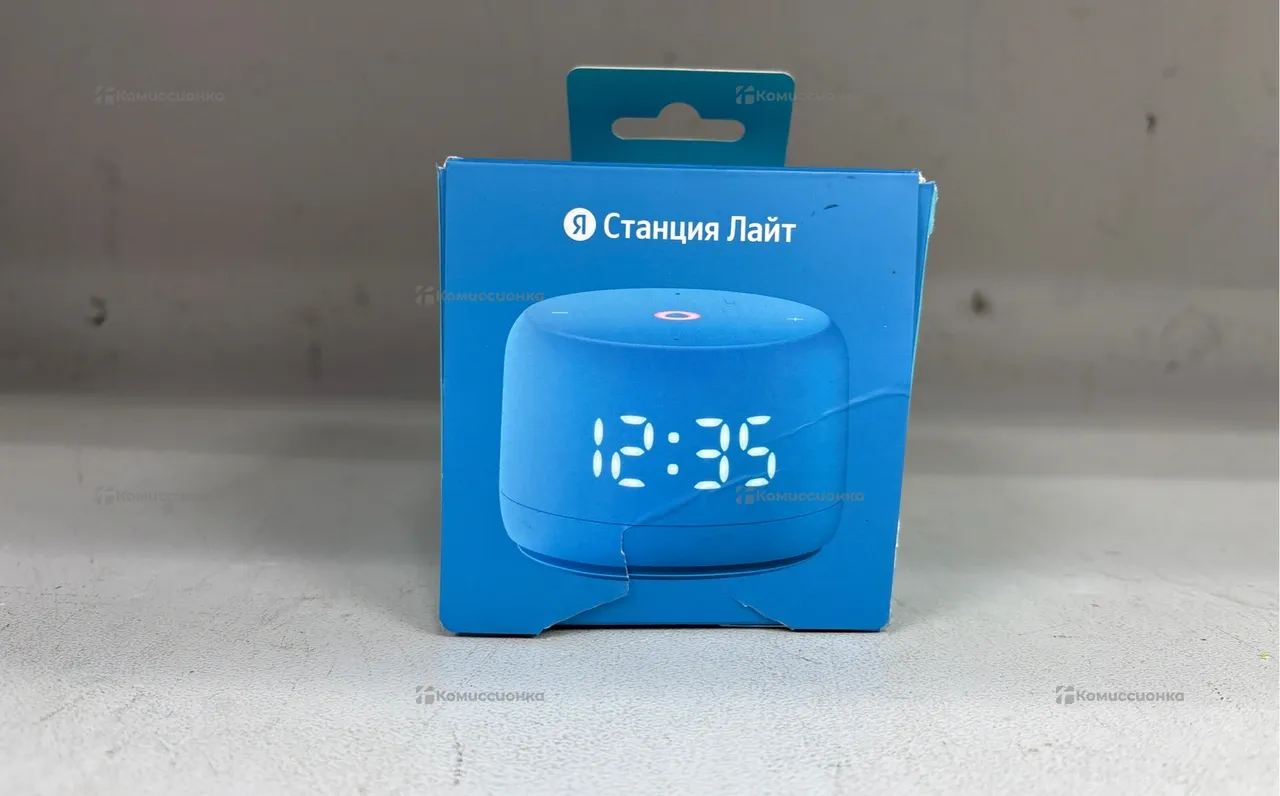 Комиссионка
Комиссионка
Я Станция Лайт
Комиссионка
− +
12:35
Комиссионка
Комиссионка
Комиссионка
Комиссионка